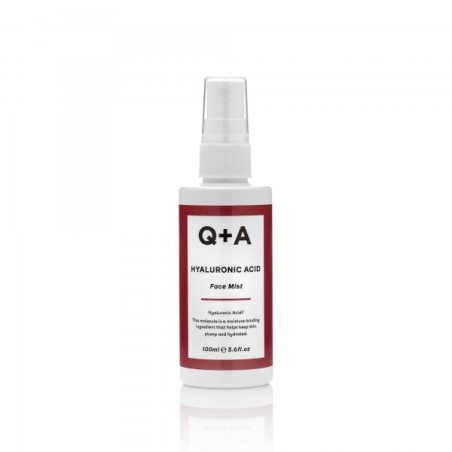 Q+A
HYALURONIC ACID
Face Mist
Hyaluronic Acid?
This molecule is a moisture-binding
ingredient that helps keep skin
plump and hydrated.
100ml ℮ 3.6fl.oz